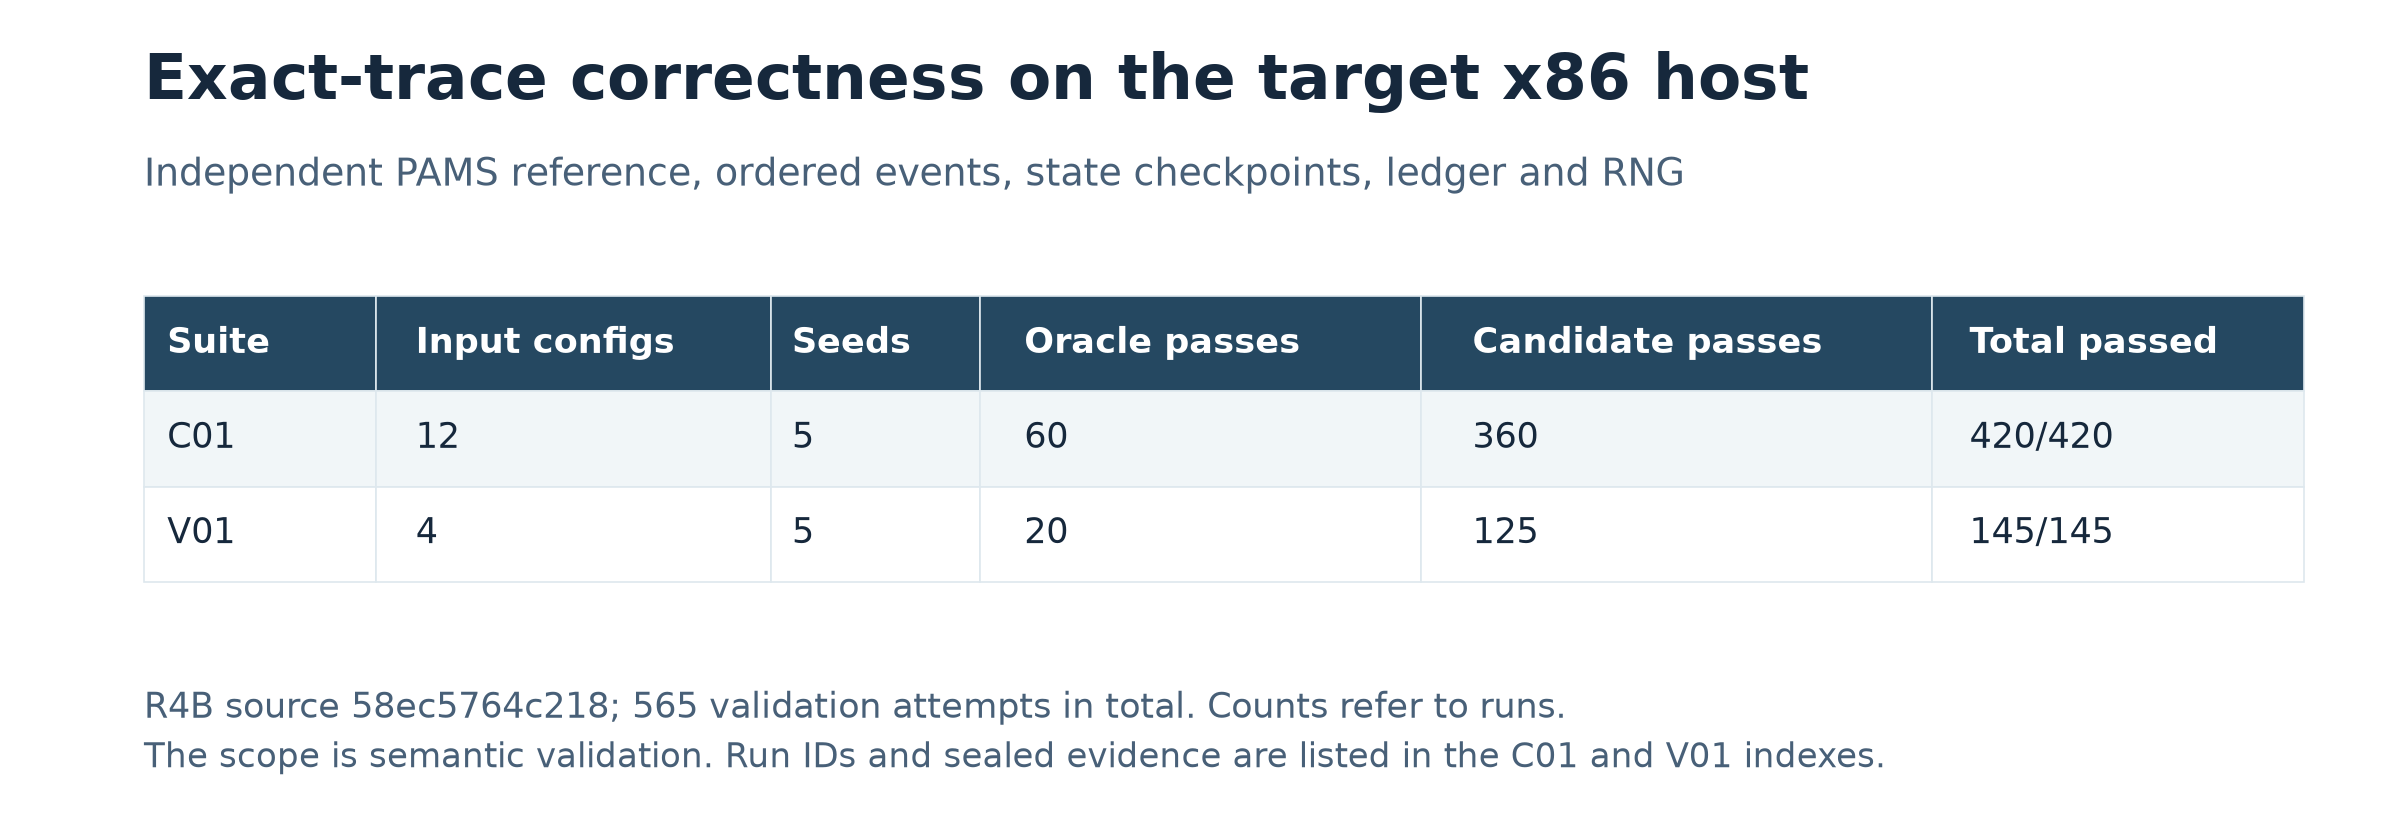 Exact-trace correctness on the target x86 host
Independent PAMS reference, ordered events, state checkpoints, ledger and RNG
Suite Input configs Seeds Oracle passes Candidate passes Total passed
C01 12 5 60 360 420/420
V01 4 5 20 125 145/145
R4B source 58ec5764c218; 565 validation attempts in total. Counts refer to runs.
The scope is semantic validation. Run IDs and sealed evidence are listed in the C01 and V01 indexes.